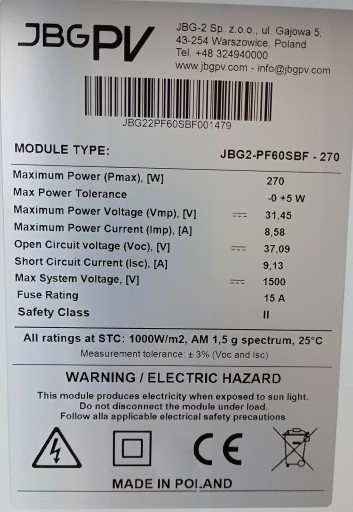 JBGPV
JBG-2 Sp. z.o.o., ul. Gajowa 5,
43-254 Warszowice, Poland
Tel. +48 324940000
www.jbgpv.com - info@jbgpv.com
JBG22PF60SBF001479
MODULE TYPE: JBG2-PF60SBF - 270
Maximum Power (Pmax), [W] 270
Max Power Tolerance -0 +5 W
Maximum Power Voltage (Vmp), [V] 31,45
Maximum Power Current (Imp), [A] 8,58
Open Circuit voltage (Voc), [V] 37,09
Short Circuit Current (Isc), [A] 9,13
Max System Voltage, [V] 1500
Fuse Rating 15 A
Safety Class II
All ratings at STC: 1000W/m2, AM 1,5 g spectrum, 25°C
Measurement tolerance: ± 3% (Voc and Isc)
WARNING / ELECTRIC HAZARD
This module produces electricity when exposed to sun light.
Do not disconnect the module under load.
Follow alla applicable electrical safety precautions
CE
MADE IN POLAND